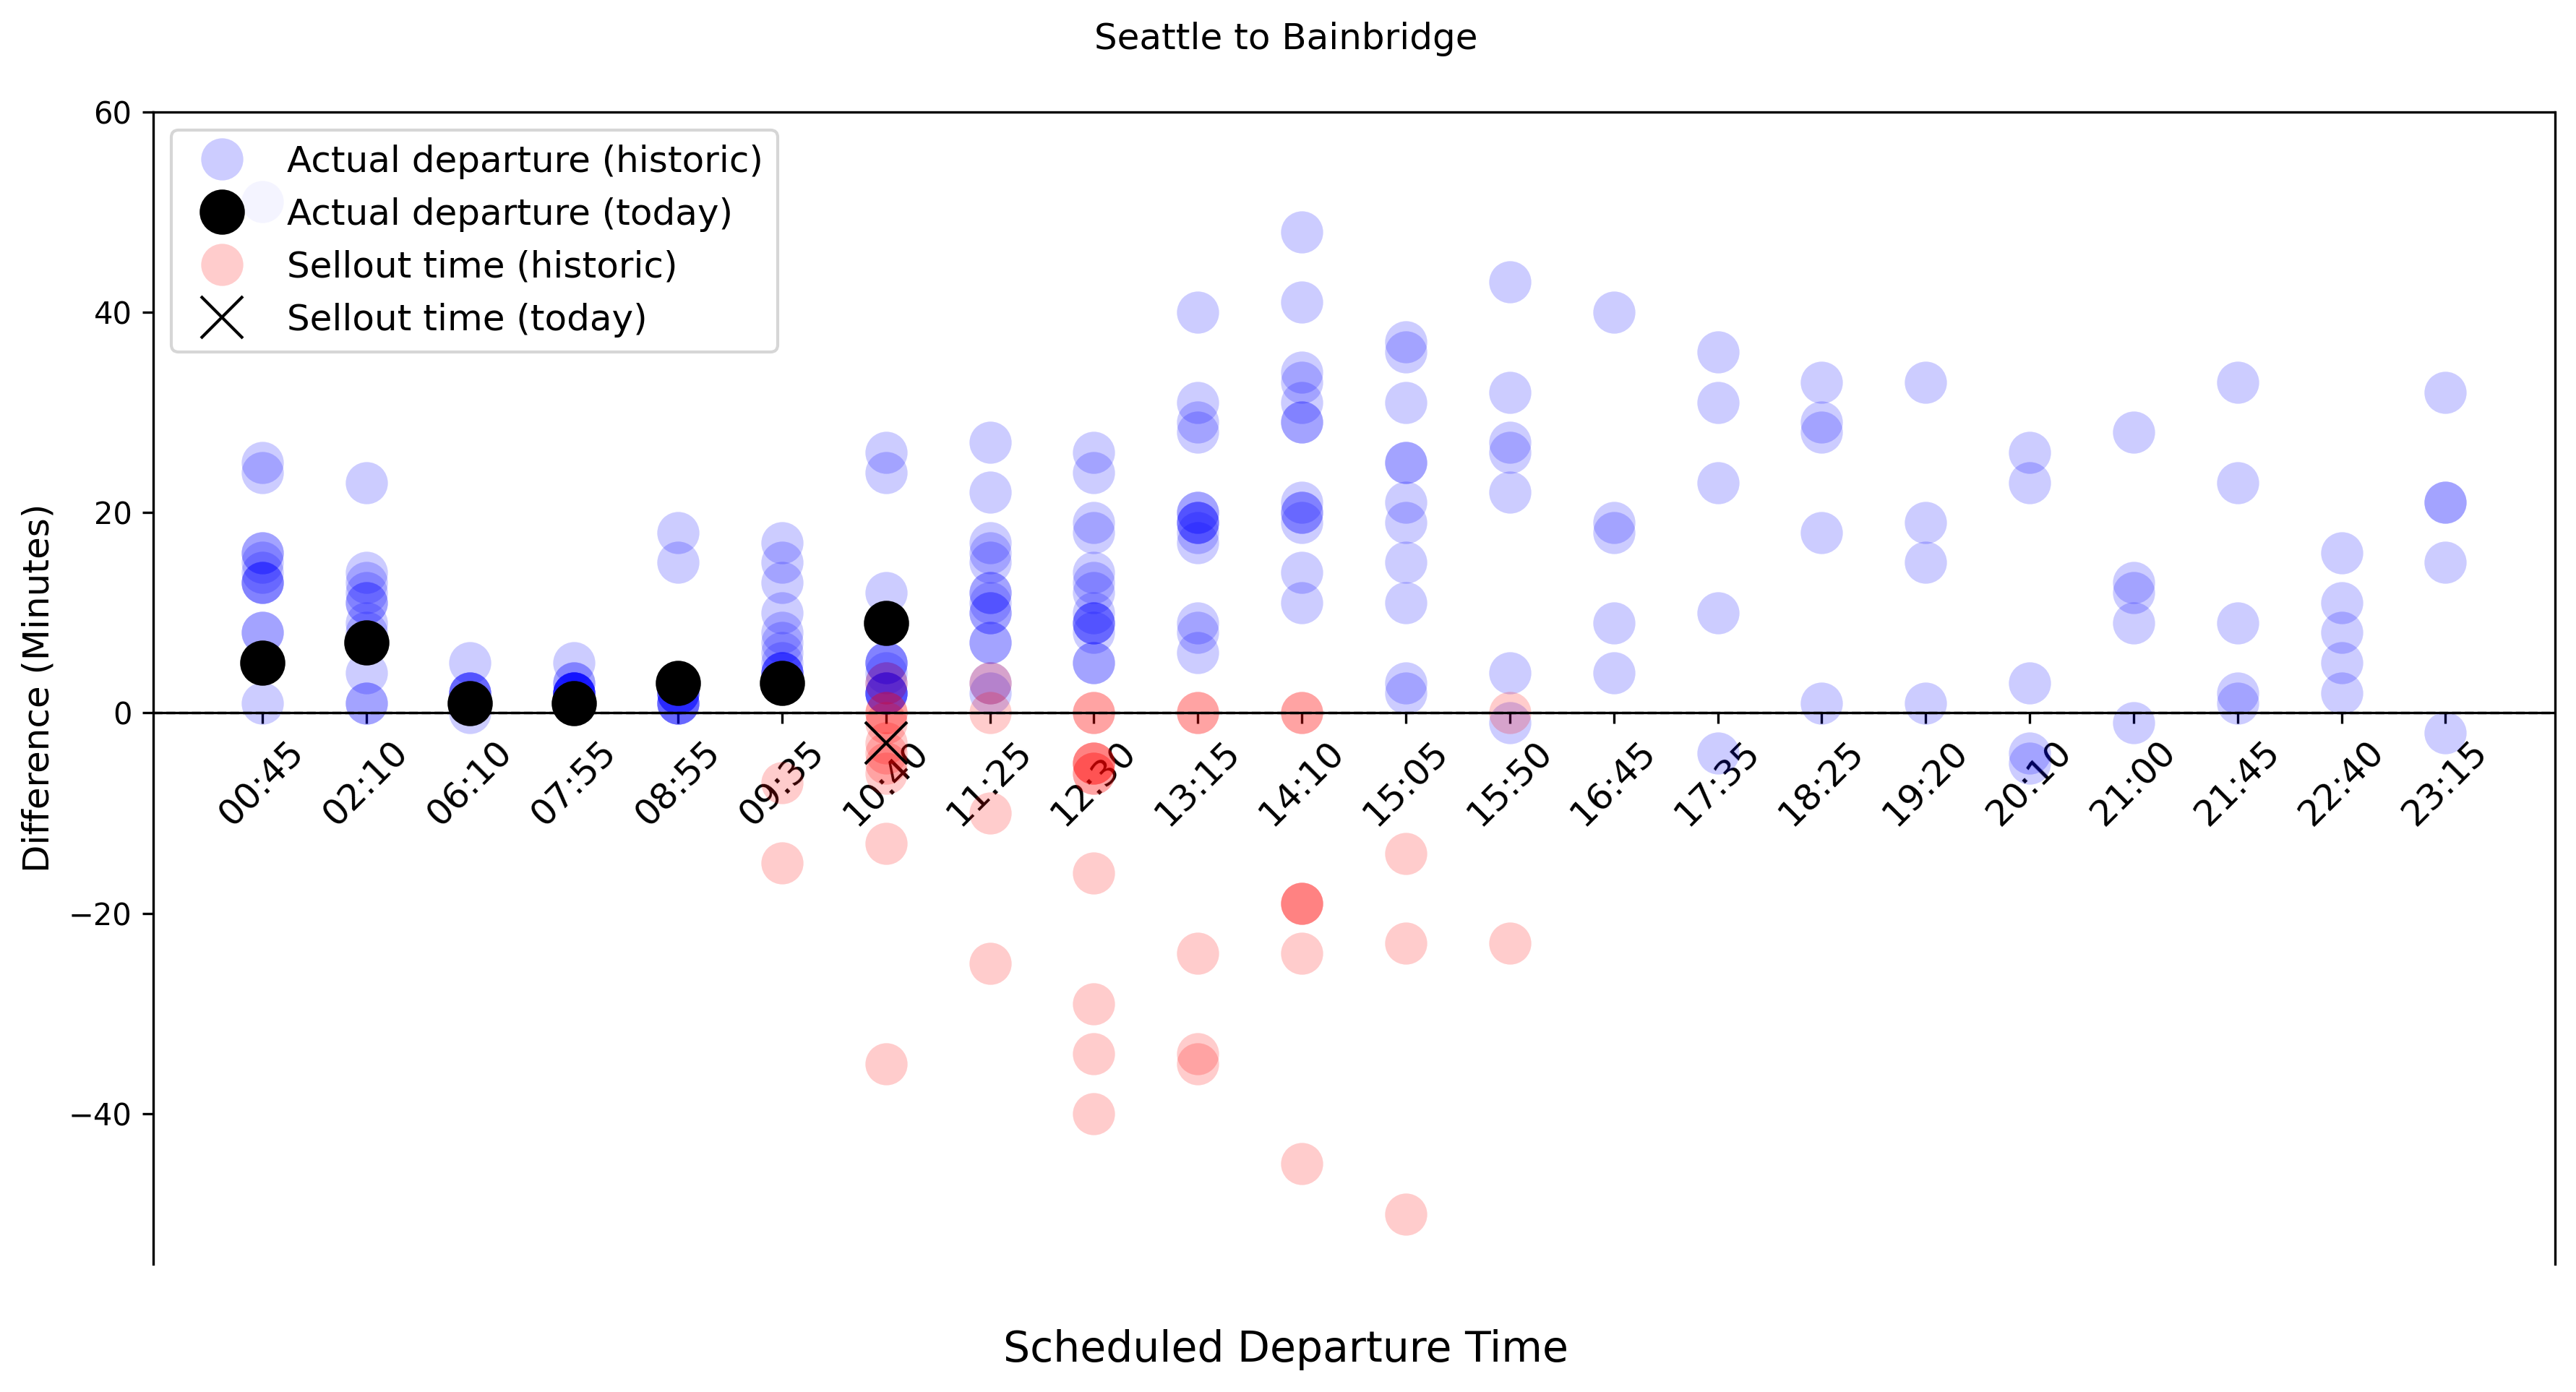 Seattle to Bainbridge
60
Actual departure (historic)
Actual departure (today)
Sellout time (historic)
Sellout time (today)
40
20
0
−20
−40
Difference (Minutes)
00:45 02:10 06:10 07:55 08:55 09:35 10:40 11:25 12:30 13:15 14:10 15:05 15:50 16:45 17:35 18:25 19:20 20:10 21:00 21:45 22:40 23:15
Scheduled Departure Time